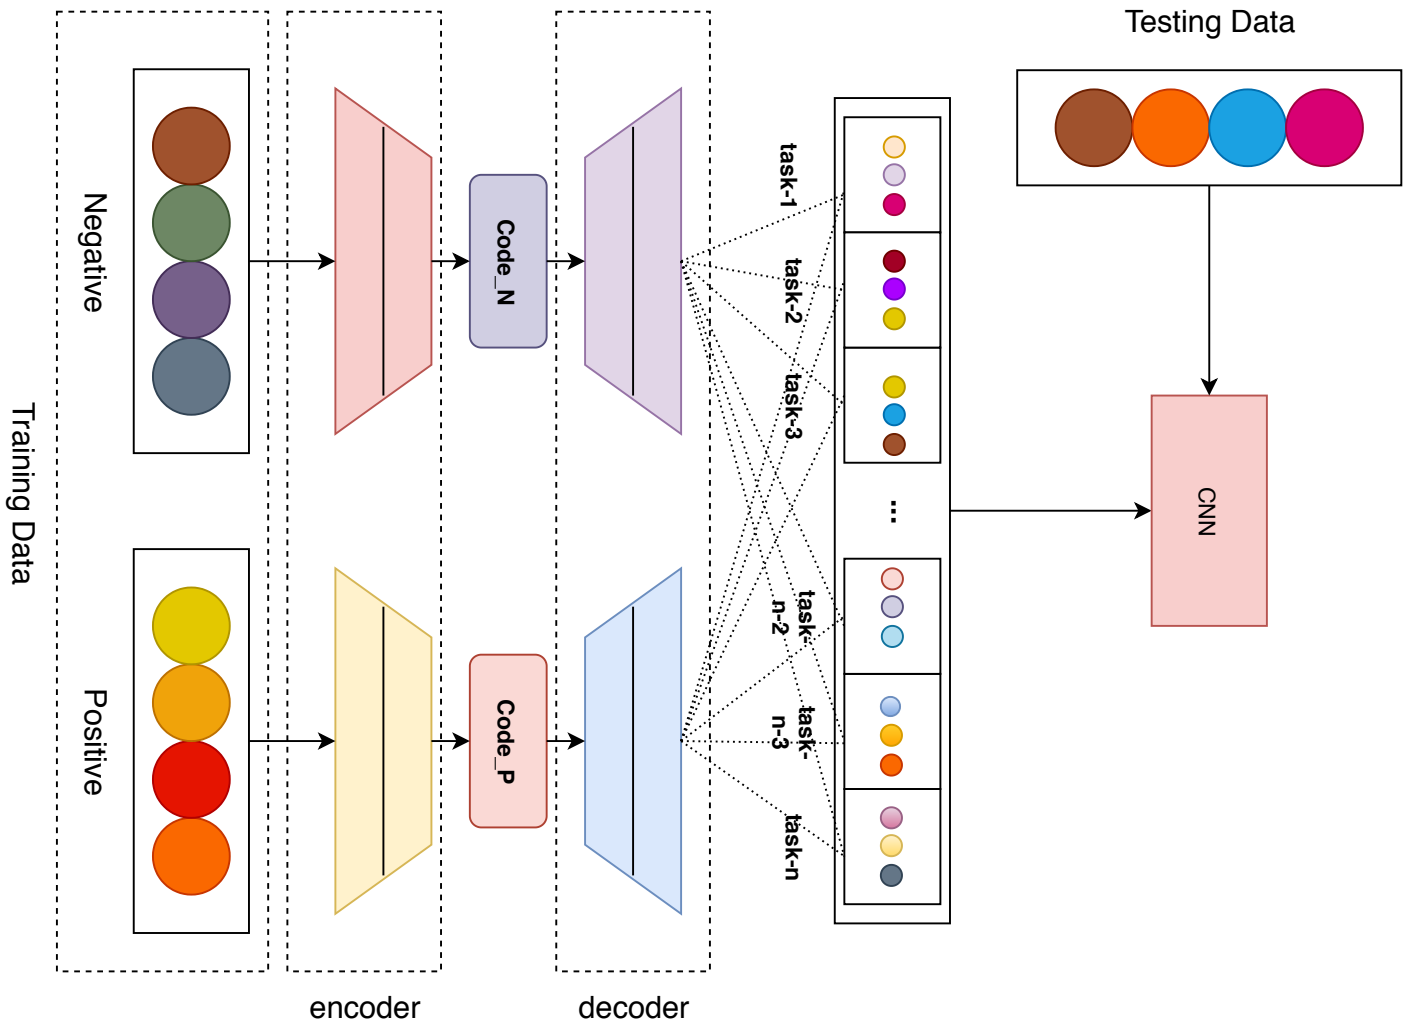 Testing Data
Training Data
Negative
Positive
Code_N
Code_P
encoder
decoder
task-1
task-2
task-3
...
task-
n-2
task-
n-3
task-n
CNN